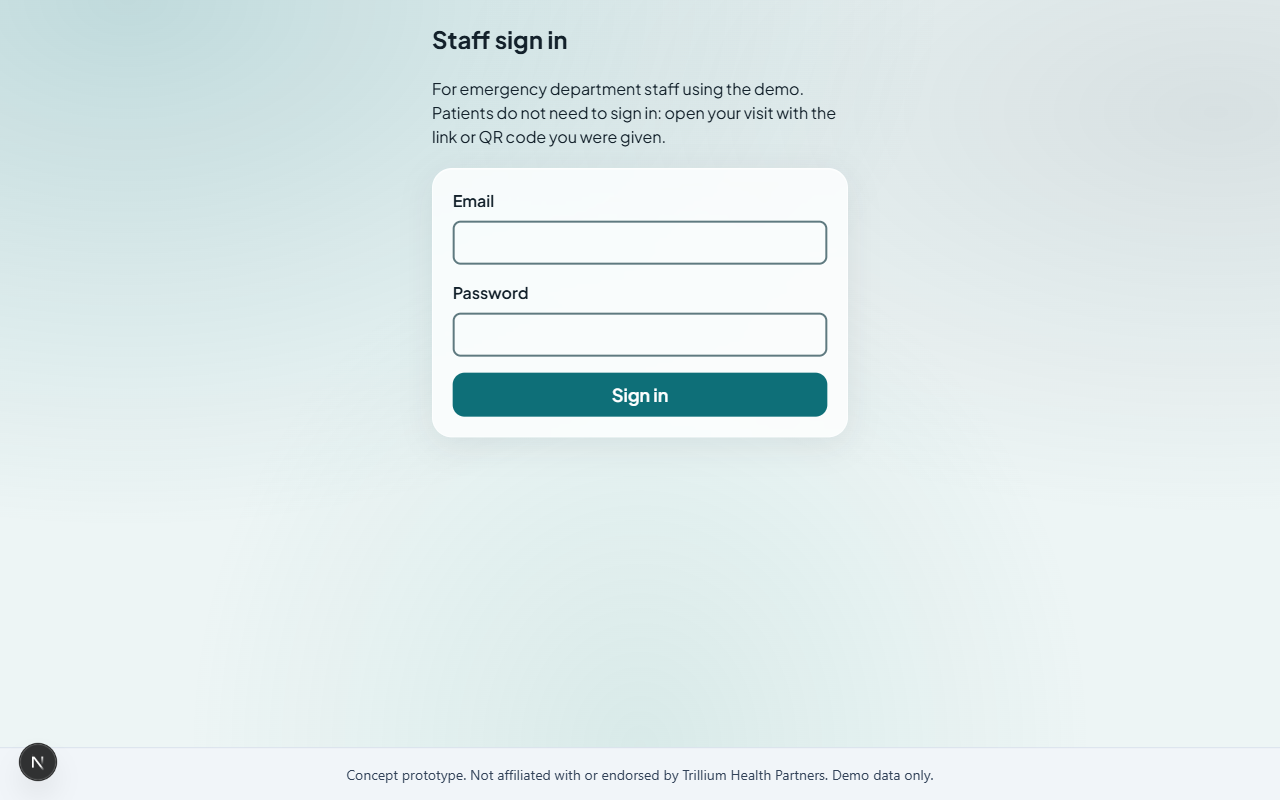 Staff sign in
For emergency department staff using the demo.
Patients do not need to sign in: open your visit with the
link or QR code you were given.
Email
Password
Sign in
N
Concept prototype. Not affiliated with or endorsed by Trillium Health Partners. Demo data only.